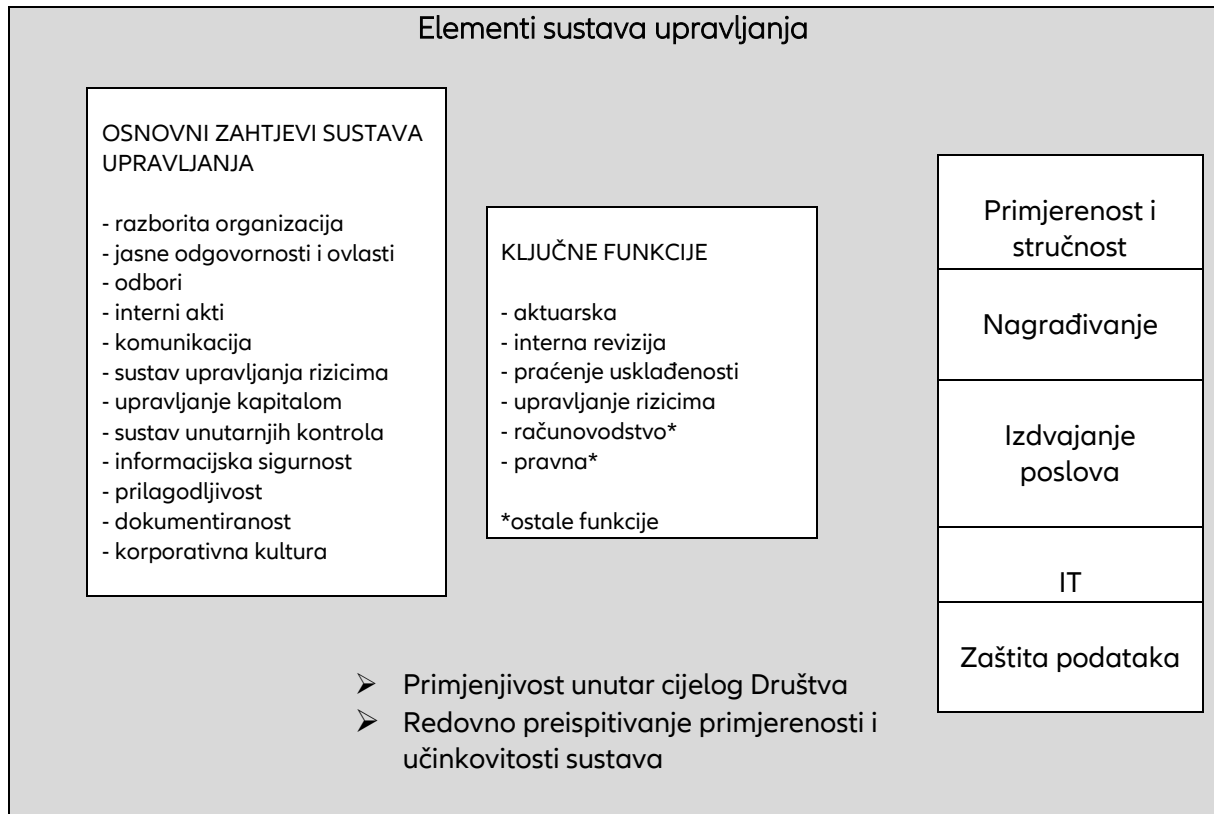 Elementi sustava upravljanja
OSNOVNI ZAHTJEVI SUSTAVA
UPRAVLJANJA
- razborita organizacija
- jasne odgovornosti i ovlasti
- odbori
- interni akti
- komunikacija
- sustav upravljanja rizicima
- upravljanje kapitalom
- sustav unutarnjih kontrola
- informacijska sigurnost
- prilagodljivost
- dokumentiranost
- korporativna kultura
KLJUČNE FUNKCIJE
- aktuarska
- interna revizija
- praćenje usklađenosti
- upravljanje rizicima
- računovodstvo*
- pravna*
*ostale funkcije
Primjerenost i
stručnost
Nagrađivanje
Izdvajanje
poslova
IT
Zaštita podataka
➢ Primjenjivost unutar cijelog Društva
➢ Redovno preispitivanje primjerenosti i
učinkovitosti sustava